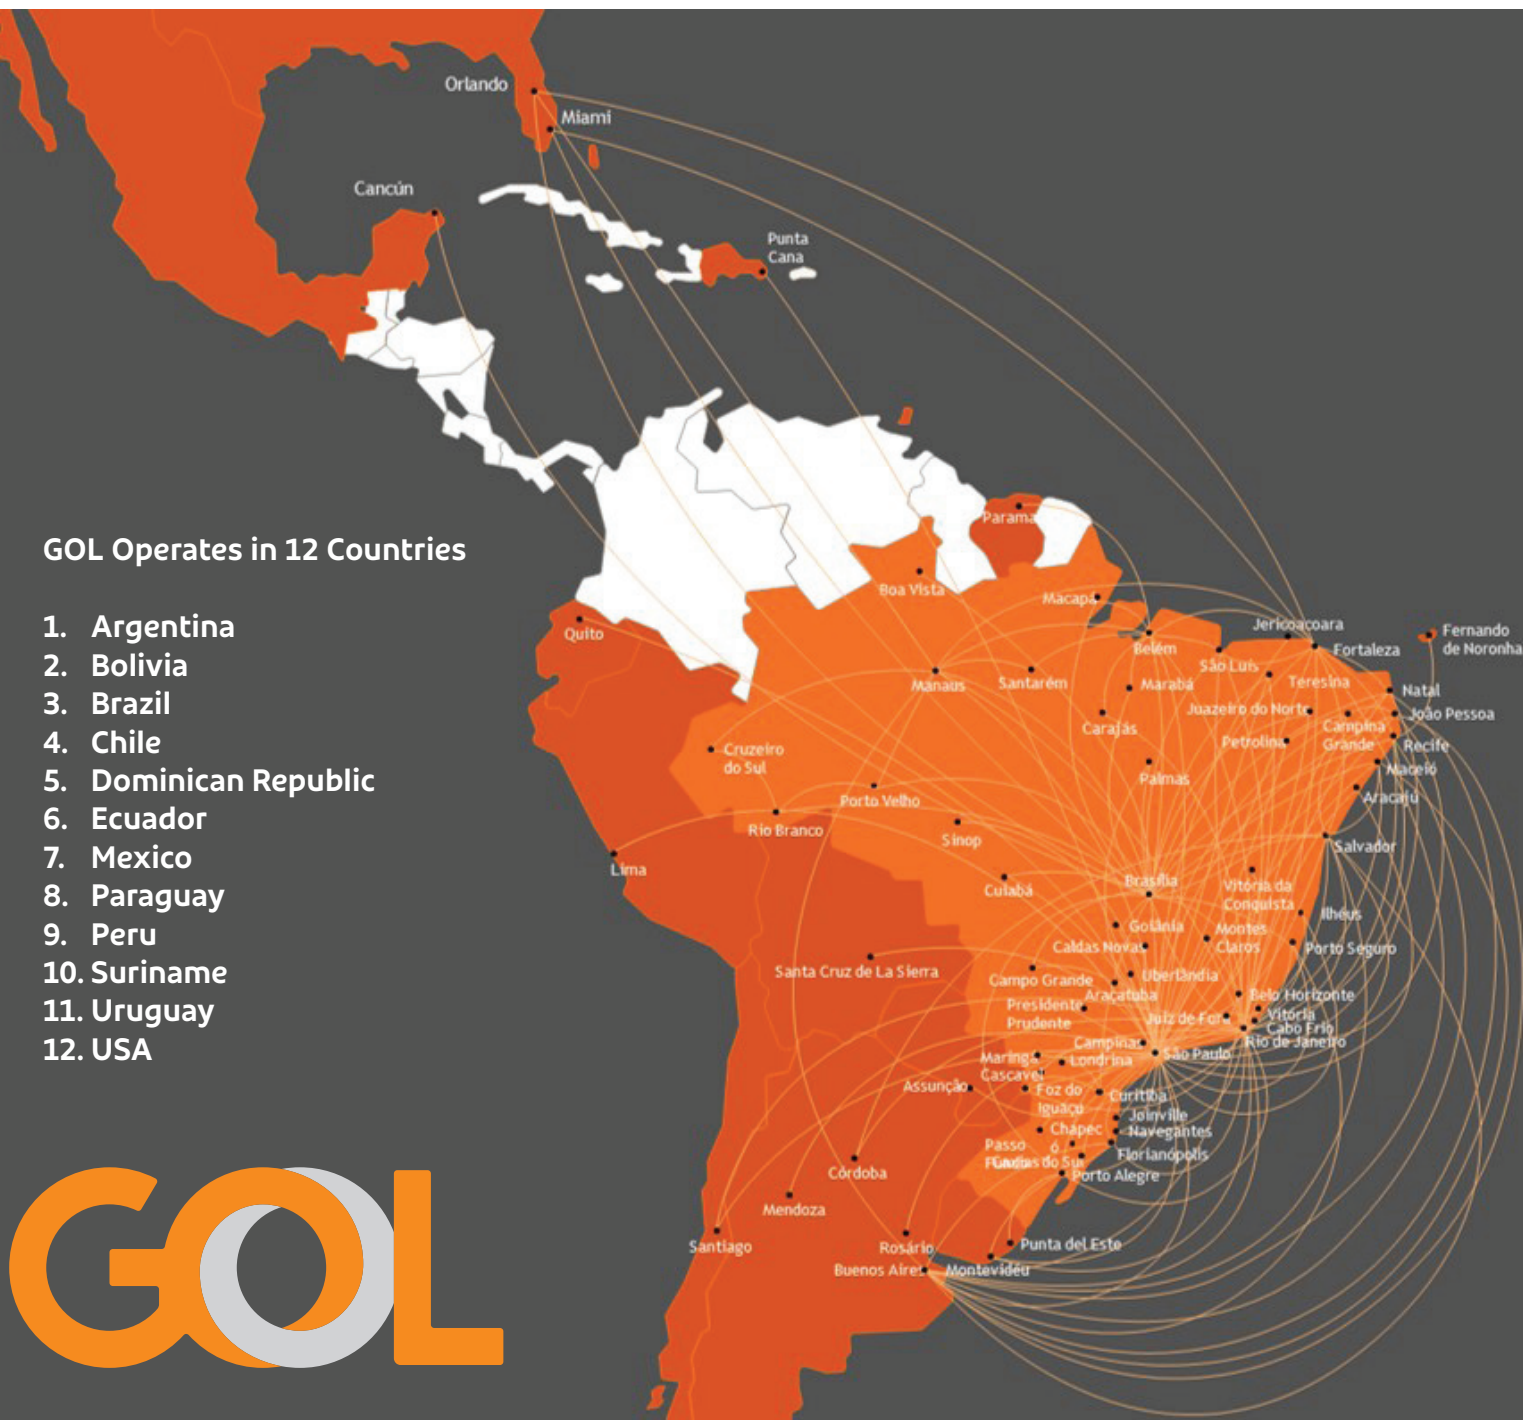 Orlando
Miami
Cancún
Punta
Cana
GOL Operates in 12 Countries
1. Argentina
2. Bolivia
3. Brazil
4. Chile
5. Dominican Republic
6. Ecuador
7. Mexico
8. Paraguay
9. Peru
10. Suriname
11. Uruguay
12. USA
GOL
Parama
Boa Vista
Macapá
Quito
Belém
Jericoacoara
Fortaleza
Fernando
de Noronha
São Luís
Manaus
Santarém
Marabá
Teresina
Natal
Carajás
Juazeiro do Norte
Campina
Grande
João Pessoa
Petrolina
Recife
Cruzeiro
do Sul
Palmas
Maceió
Porto Velho
Aracajú
Rio Branco
Sinop
Salvador
Lima
Cuiabá
Brasília
Vitória da
Conquista
Ilhéus
Goiânia
Montes
Claros
Caldas Novas
Porto Seguro
Santa Cruz de La Sierra
Campo Grande
Uberlândia
Araçatuba
Belo Horizonte
Presidente
Prudente
Juiz de Fora
Vitória
Cabo Frio
Rio de Janeiro
Campinas
São Paulo
Maringá
Londrina
Cascavel
Assunção
Foz do
Iguaçu
Curitiba
Joinville
Chapec
ó
Navegantes
Passo
Florianópolis
do Sul
Porto Alegre
Córdoba
Mendoza
Santiago
Rosário
Punta del Este
Buenos Aires
Montevidéu